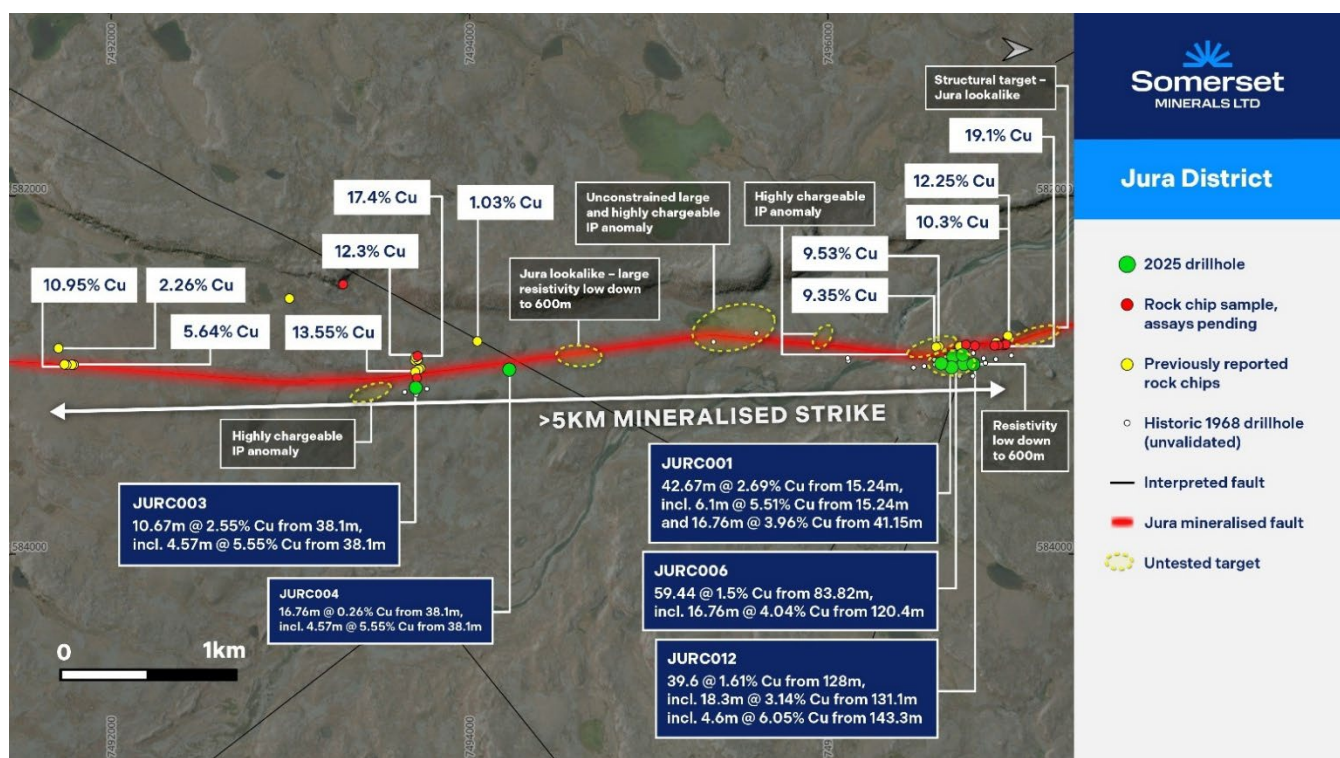 7492000
7494000
7496000
582000
582000
584000
584000
7492000
7494000
7496000
Structural target –
Jura lookalike
19.1% Cu
12.25% Cu
10.3% Cu
17.4% Cu
1.03% Cu
Unconstrained large
and highly chargeable
IP anomaly
Highly chargeable
IP anomaly
12.3% Cu
9.53% Cu
9.35% Cu
10.95% Cu
2.26% Cu
5.64% Cu
13.55% Cu
Jura lookalike – large
resistivity low down
to 600m
>5KM MINERALISED STRIKE
Highly chargeable
IP anomaly
Resistivity
low down
to 600m
JURC003
10.67m @ 2.55% Cu from 38.1m,
incl. 4.57m @ 5.55% Cu from 38.1m
JURC004
16.76m @ 0.26% Cu from 38.1m,
incl. 4.57m @ 5.55% Cu from 38.1m
JURC001
42.67m @ 2.69% Cu from 15.24m,
incl. 6.1m @ 5.51% Cu from 15.24m
and 16.76m @ 3.96% Cu from 41.15m
JURC006
59.44 @ 1.5% Cu from 83.82m,
incl. 16.76m @ 4.04% Cu from 120.4m
JURC012
39.6 @ 1.61% Cu from 128m,
incl. 18.3m @ 3.14% Cu from 131.1m
incl. 4.6m @ 6.05% Cu from 143.3m
0 1km
Somerset
MINERALS LTD
Jura District
2025 drillhole
Rock chip sample,
assays pending
Previously reported
rock chips
Historic 1968 drillhole
(unvalidated)
Interpreted fault
Jura mineralised fault
Untested target